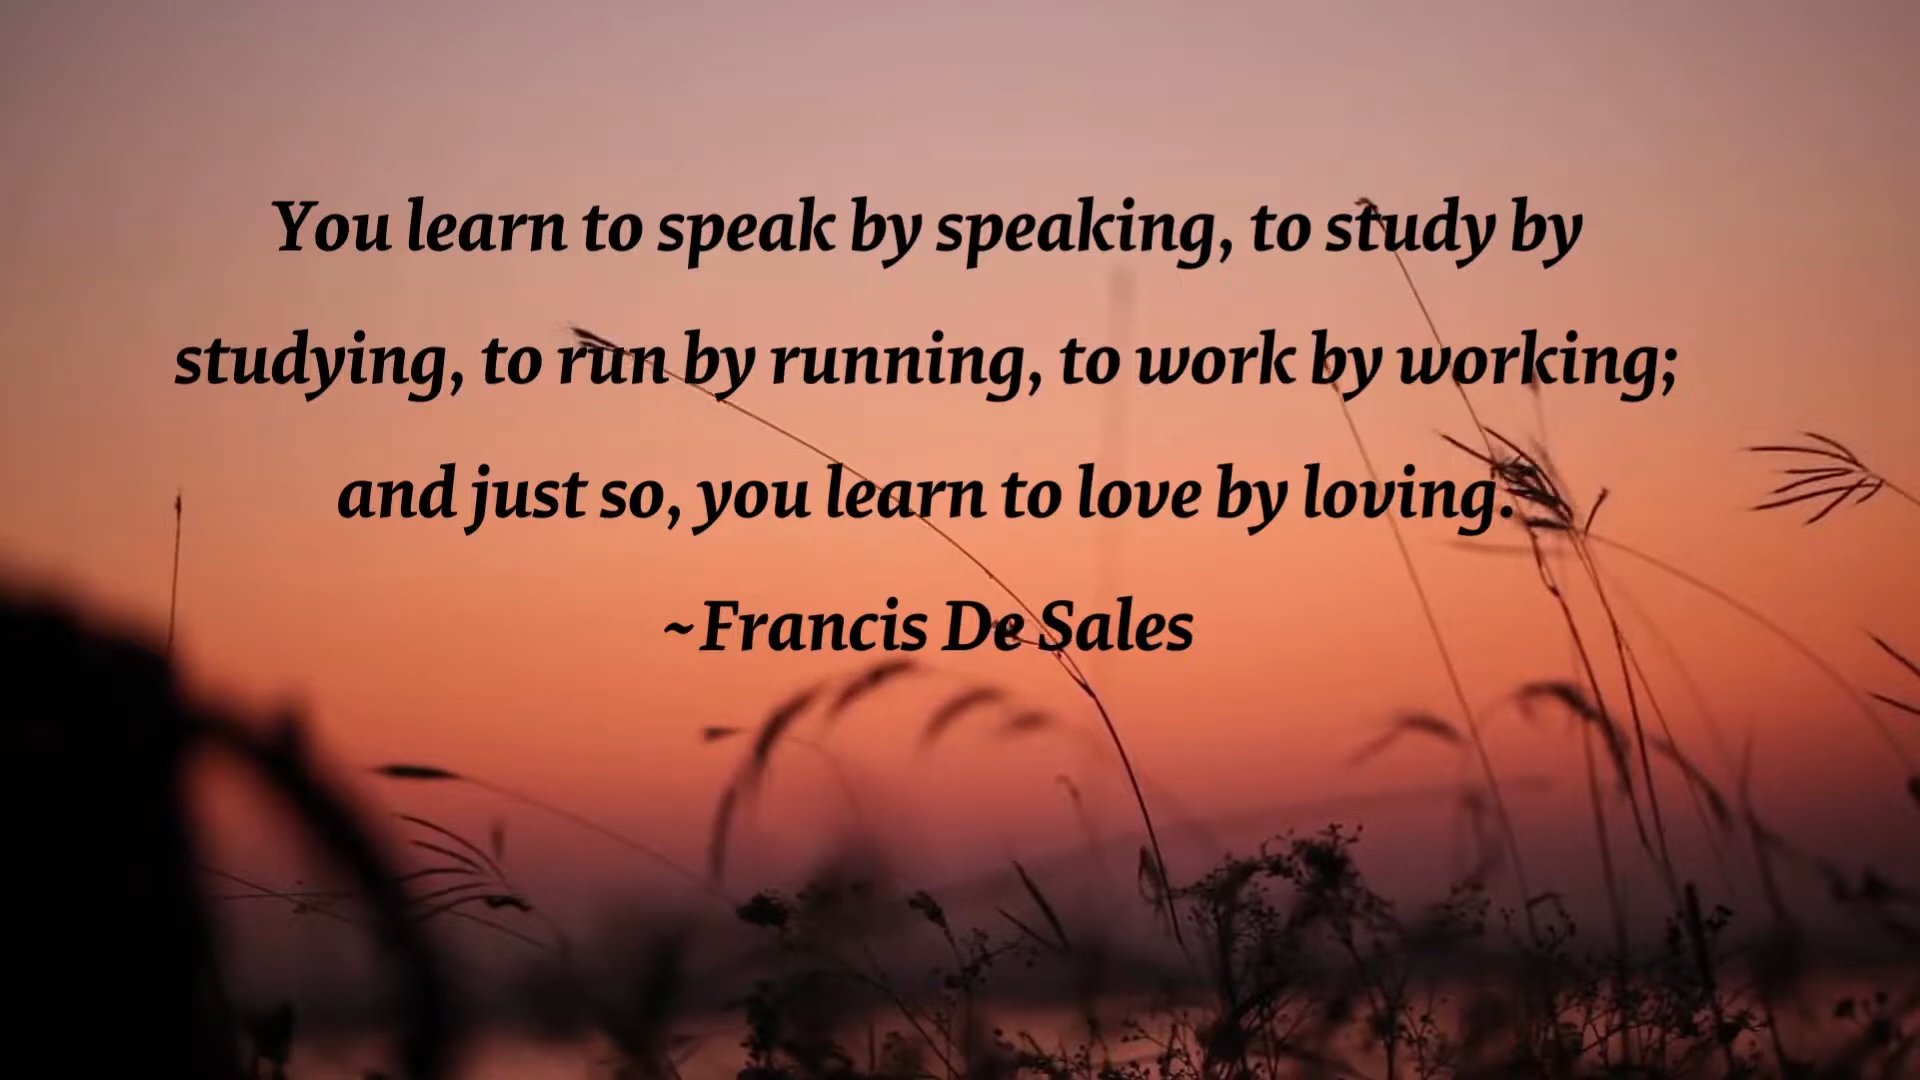 You learn to speak by speaking, to study by
studying, to run by running, to work by working;
and just so, you learn to love by loving.
~Francis De Sales